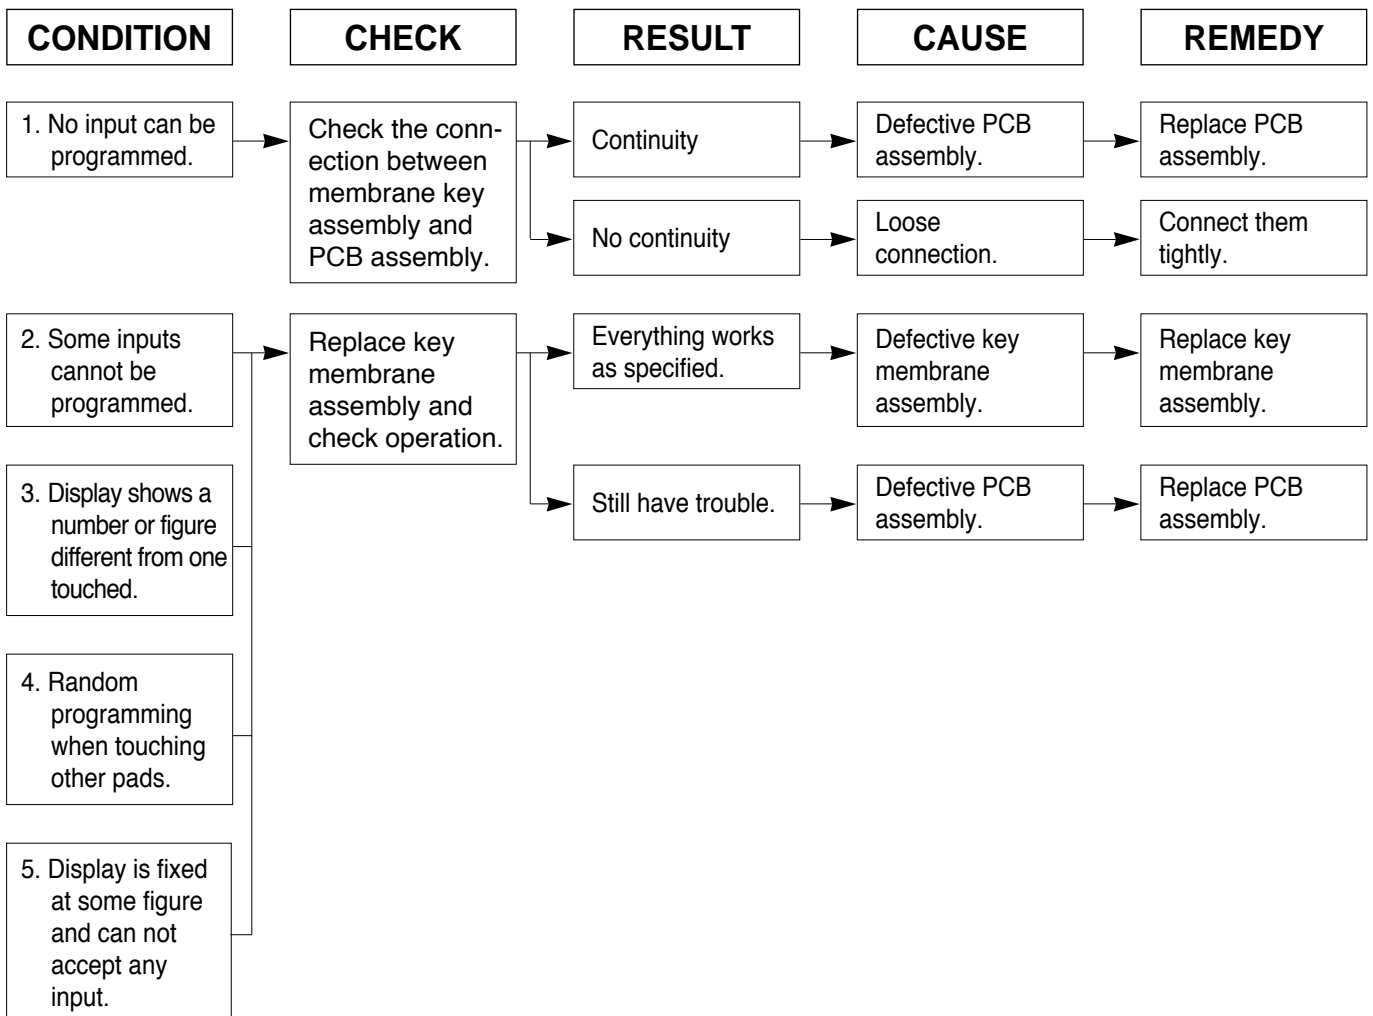 CONDITION
CHECK
RESULT
CAUSE
REMEDY
1. No input can be
programmed.
Check the conn-
ection between
membrane key
assembly and
PCB assembly.
Continuity
Defective PCB
assembly.
Replace PCB
assembly.
No continuity
Loose
connection.
Connect them
tightly.
2. Some inputs
cannot be
programmed.
Replace key
membrane
assembly and
check operation.
Everything works
as specified.
Defective key
membrane
assembly.
Replace key
membrane
assembly.
3. Display shows a
number or figure
different from one
touched.
Still have trouble.
Defective PCB
assembly.
Replace PCB
assembly.
4. Random
programming
when touching
other pads.
5. Display is fixed
at some figure
and can not
accept any
input.